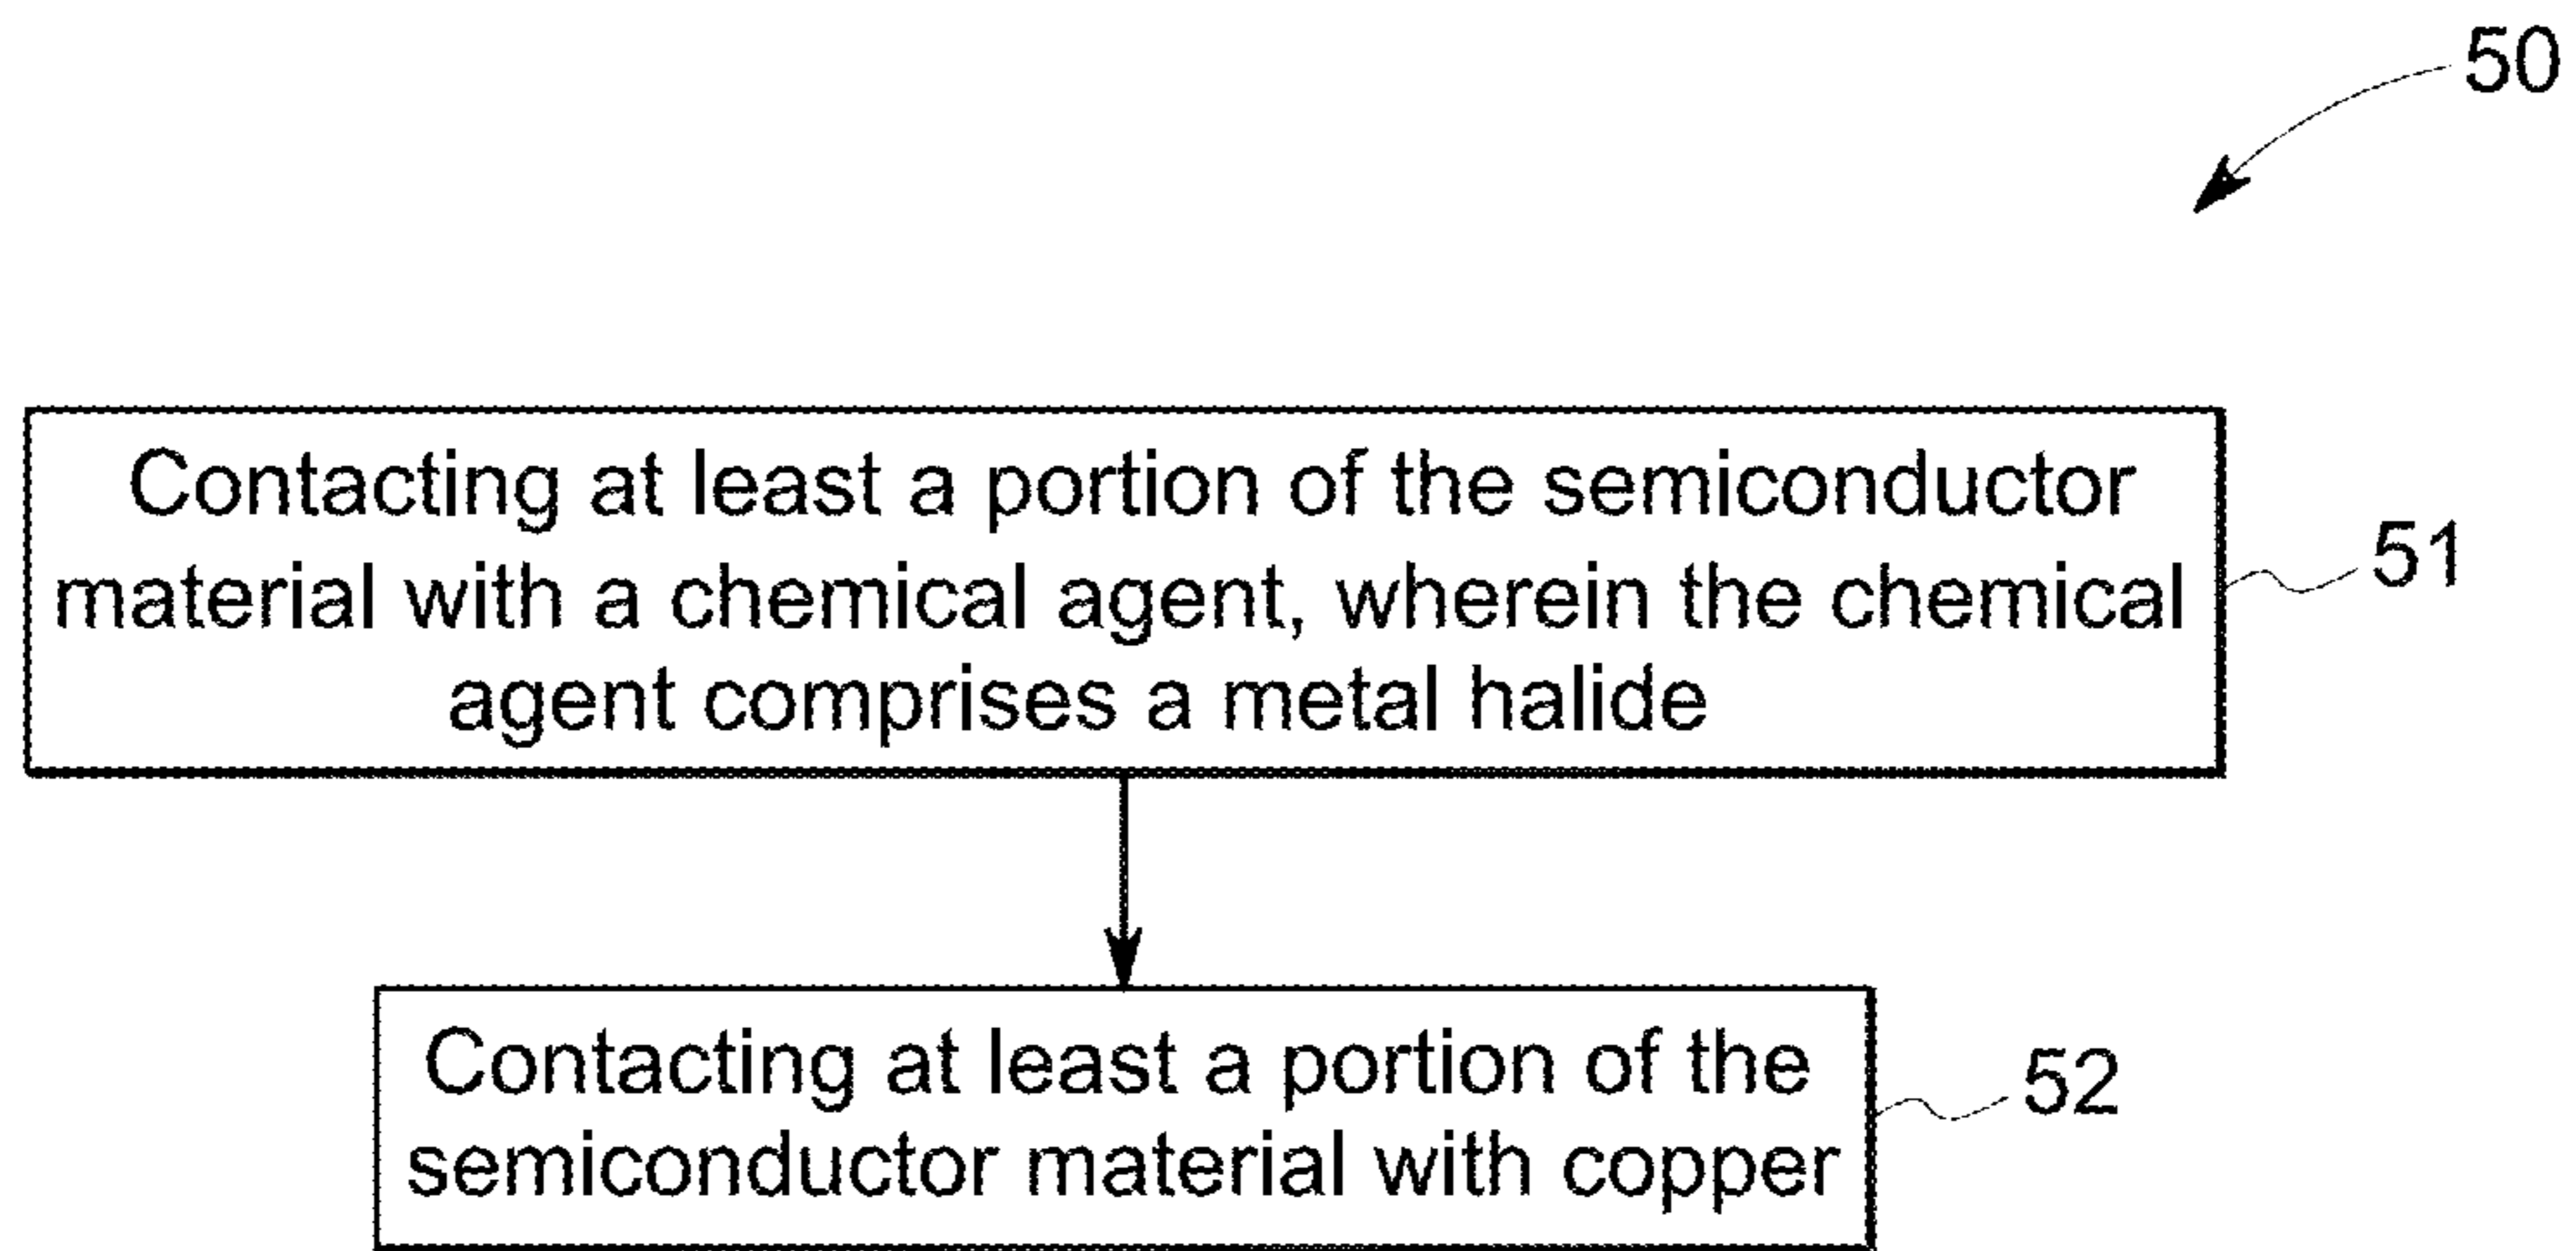 50
Contacting at least a portion of the semiconductor
material with a chemical agent, wherein the chemical
agent comprises a metal halide
51
Contacting at least a portion of the
semiconductor material with copper
52